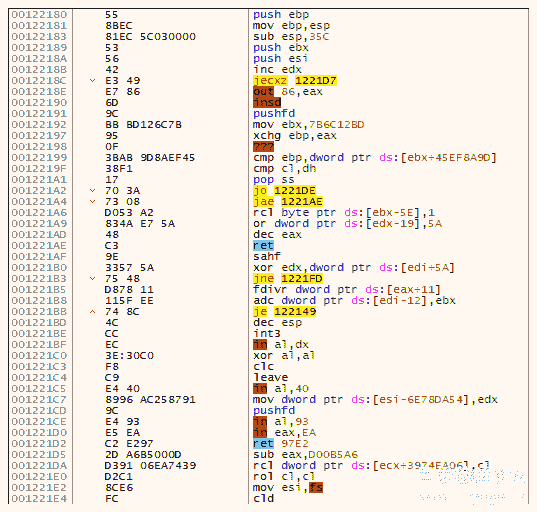 00122180 55 push ebp
00122181 8BEC mov ebp,esp
00122183 81EC 5C030000 sub esp,35C
00122189 53 push ebx
0012218A 56 push esi
0012218B 42 inc edx
0012218C E3 49 jecxz 1221D7
0012218E E7 86 out 86,eax
00122190 6D insd
00122191 9C pushfd
00122192 BB BD126C7B mov ebx,7B6C12BD
00122197 95 xchg ebp,eax
00122198 0F ???
00122199 3BAB 9D8AEF45 cmp ebp,dword ptr ds:[ebx+45EF8A9D]
0012219F 38F1 cmp cl,dh
001221A1 17 pop ss
001221A2 70 3A jo 1221DE
001221A4 73 08 jae 1221AE
001221A6 D053 A2 rcl byte ptr ds:[ebx-5E],1
001221A9 834A E7 5A or dword ptr ds:[edx-19],5A
001221AD 48 dec eax
001221AE C3 ret
001221AF 9E sahf
001221B0 3357 5A xor edx,dword ptr ds:[edi+5A]
001221B3 75 48 jne 1221FD
001221B5 D878 11 fdivr dword ptr ds:[eax+11]
001221B8 115F EE adc dword ptr ds:[edi-12],ebx
001221BB 74 8C je 122149
001221BD 4C dec esp
001221BE CC int3
001221BF EC in al,dx
001221C0 3E:30C0 xor al,al
001221C3 F8 clc
001221C4 C9 leave
001221C5 E4 40 in al,40
001221C7 8996 AC258791 mov dword ptr ds:[esi-6E78DA54],edx
001221CD 9C pushfd
001221CE E4 93 in al,93
001221D0 E5 EA in eax,EA
001221D2 C2 E297 ret 97E2
001221D5 2D A6B5000D sub eax,D00B5A6
001221DA D391 06EA7439 rcl dword ptr ds:[ecx+3974EA06],cl
001221E0 D2C1 rol cl,cl
001221E2 8CE6 mov esi,fs
001221E4 FC cld